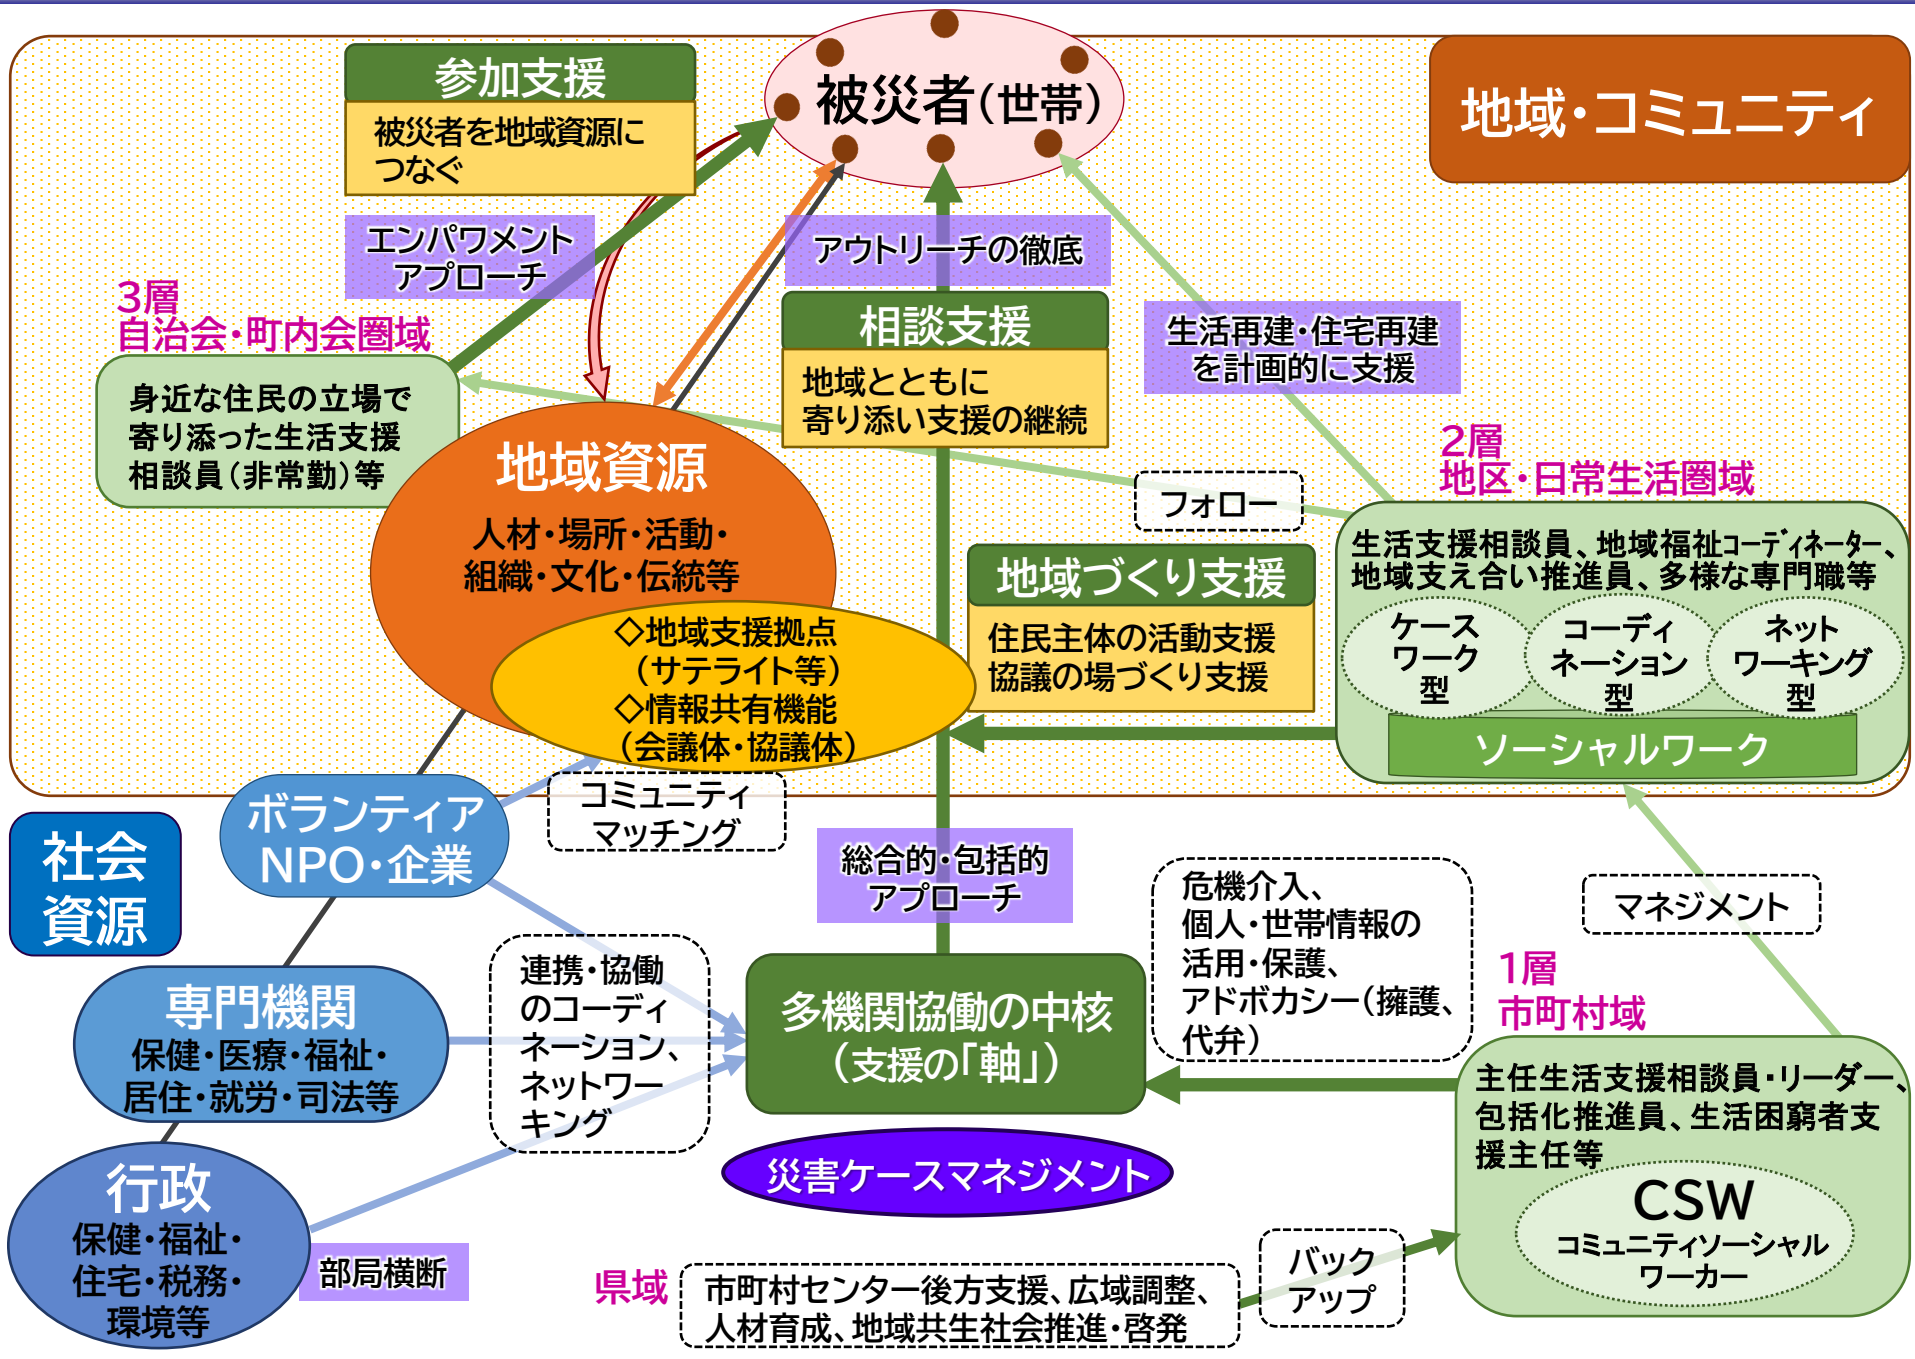 参加支援
被災者を地域資源に
つなぐ
被災者(世帯)
地域・コミュニティ
エンパワメント
アプローチ
アウトリーチの徹底
3層
自治会・町内会圏域
身近な住民の立場で
寄り添った生活支援
相談員(非常勤)等
相談支援
地域とともに
寄り添い支援の継続
生活再建・住宅再建
を計画的に支援
地域資源
人材・場所・活動・
組織・文化・伝統等
◇地域支援拠点
(サテライト等)
◇情報共有機能
(会議体・協議体)
フォロー
地域づくり支援
住民主体の活動支援
協議の場づくり支援
2層
地区・日常生活圏域
生活支援相談員、地域福祉コーディネーター、
地域支え合い推進員、多様な専門職等
ケース
ワーク
型
コーディ
ネーション
型
ネット
ワーキング
型
ソーシャルワーク
社会
資源
ボランティア
NPO・企業
コミュニティ
マッチング
総合的・包括的
アプローチ
危機介入、
個人・世帯情報の
活用・保護、
アドボカシー(擁護、
代弁)
マネジメント
専門機関
保健・医療・福祉・
居住・就労・司法等
連携・協働
のコーディ
ネーション、
ネットワー
キング
多機関協働の中核
(支援の「軸」)
1層
市町村域
主任生活支援相談員・リーダー、
包括化推進員、生活困窮者支
援主任等
CSW
コミュニティソーシャル
ワーカー
災害ケースマネジメント
行政
保健・福祉・
住宅・税務・
環境等
部局横断
県域
市町村センター後方支援、広域調整、
人材育成、地域共生社会推進・啓発
バック
アップ